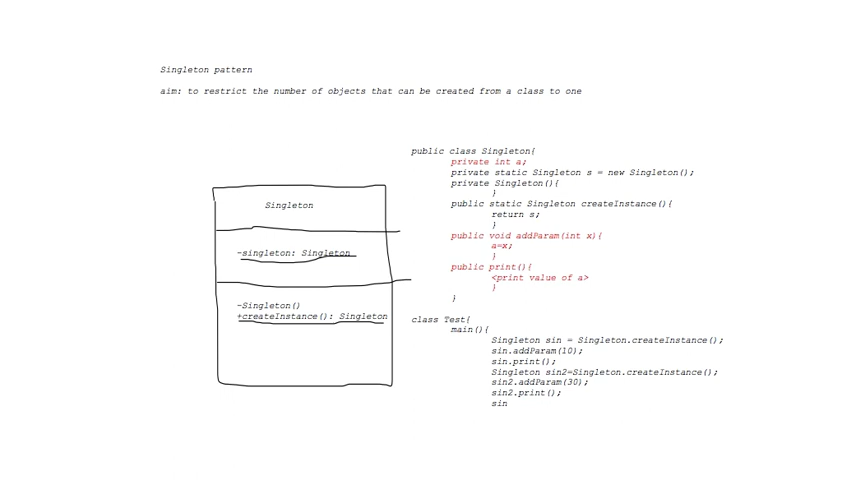 Singleton pattern
aim: to restrict the number of objects that can be created from a class to one
Singleton
-singleton: Singleton
-Singleton()
+createInstance(): Singleton
public class Singleton{
private int a;
private static Singleton s = new Singleton();
private Singleton(){
}
public static Singleton createInstance(){
return s;
}
public void addParam(int x){
a=x;
}
public print(){
<print value of a>
}
}
class Test{
main(){
Singleton sin = Singleton.createInstance();
sin.addParam(10);
sin.print();
Singleton sin2=Singleton.createInstance();
sin2.addParam(30);
sin2.print();
sin